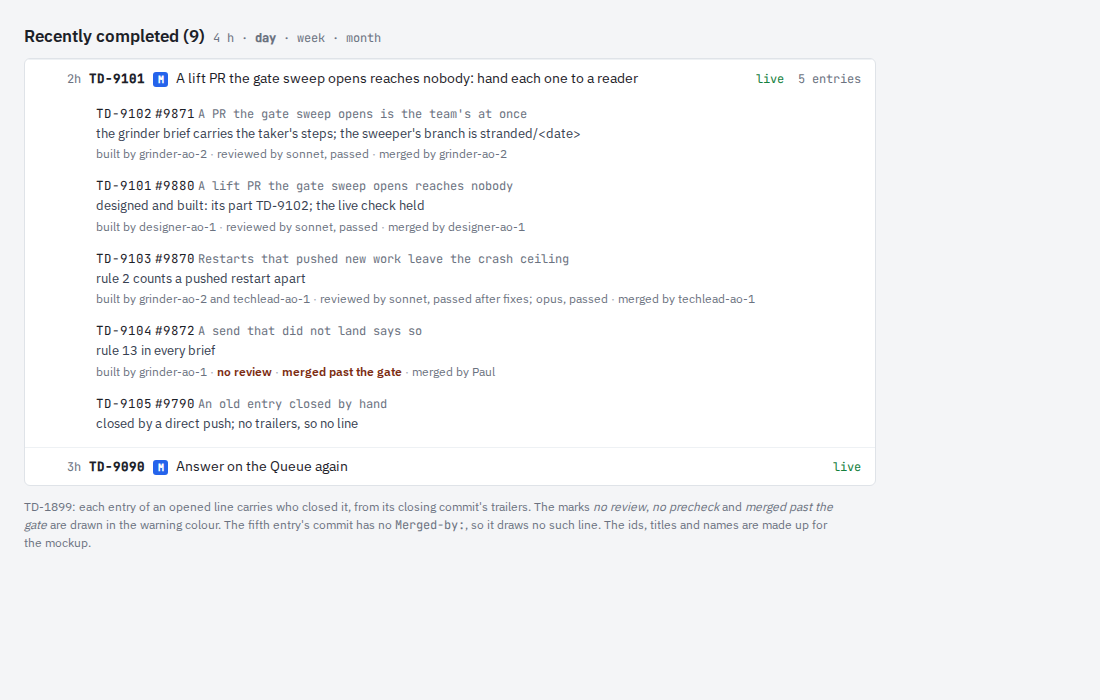 Recently completed (9) 4 h · day · week · month
2h TD-9101 M A lift PR the gate sweep opens reaches nobody: hand each one to a reader live 5 entries
TD-9102 #9871 A PR the gate sweep opens is the team's at once
the grinder brief carries the taker's steps; the sweeper's branch is stranded/<date>
built by grinder-ao-2 · reviewed by sonnet, passed · merged by grinder-ao-2
TD-9101 #9880 A lift PR the gate sweep opens reaches nobody
designed and built: its part TD-9102; the live check held
built by designer-ao-1 · reviewed by sonnet, passed · merged by designer-ao-1
TD-9103 #9870 Restarts that pushed new work leave the crash ceiling
rule 2 counts a pushed restart apart
built by grinder-ao-2 and techlead-ao-1 · reviewed by sonnet, passed after fixes; opus, passed · merged by techlead-ao-1
TD-9104 #9872 A send that did not land says so
rule 13 in every brief
built by grinder-ao-1 · no review · merged past the gate · merged by Paul
TD-9105 #9790 An old entry closed by hand
closed by a direct push; no trailers, so no line
3h TD-9090 M Answer on the Queue again live
TD-1899: each entry of an opened line carries who closed it, from its closing commit's trailers. The marks no review, no precheck and merged past the
gate are drawn in the warning colour. The fifth entry's commit has no Merged-by:, so it draws no such line. The ids, titles and names are made up for
the mockup.